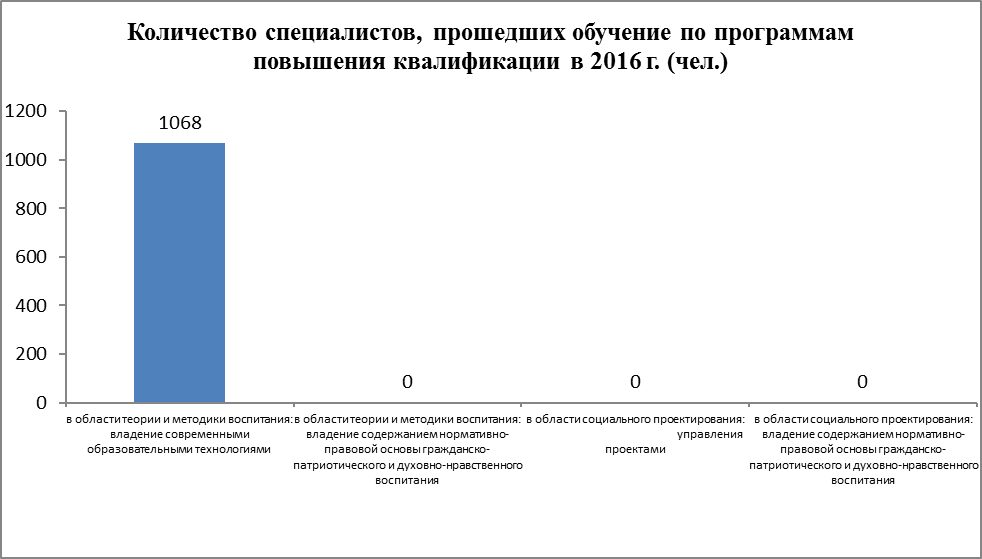 Количество специалистов, прошедших обучение по программам
повышения квалификации в 2016 г. (чел.)
1200
1000
800
600
400
200
0
1068
0
0
0
в области теории и методики воспитания:
владение современными
образовательными технологиями
в области теории и методики воспитания:
владение содержанием нормативно-
правовой основы гражданско-
патриотического и духовно-нравственного
воспитания
в области социального проектирования:
управления
проектами
в области социального проектирования:
владение содержанием нормативно-
правовой основы гражданско-
патриотического и духовно-нравственного
воспитания